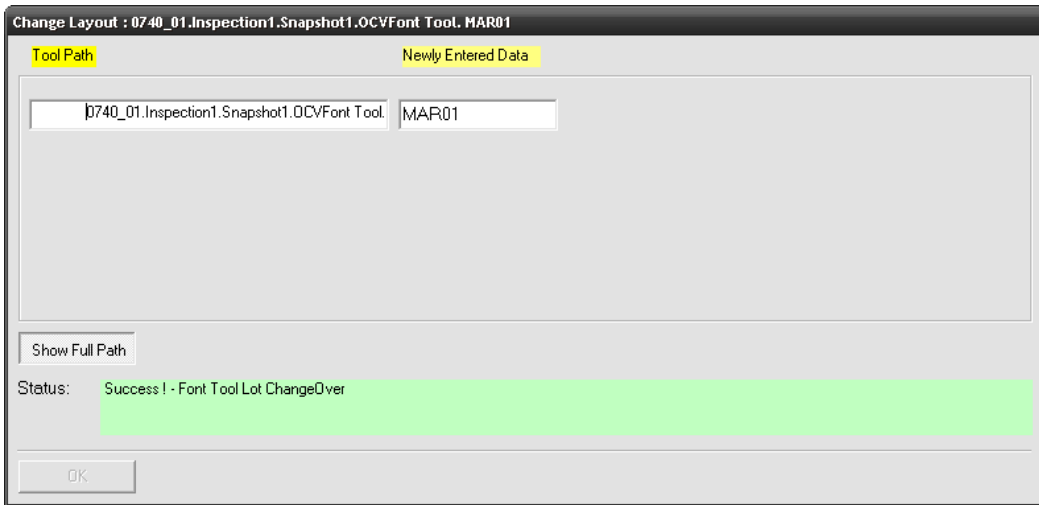 Change Layout : 0740_01.Inspection1.Snapshot1.OCVFont Tool. MAR01
Tool Path Newly Entered Data
0740_01.Inspection1.Snapshot1.OCVFont Tool. MAR01
Show Full Path
Status: Success ! - Font Tool Lot ChangeOver
OK